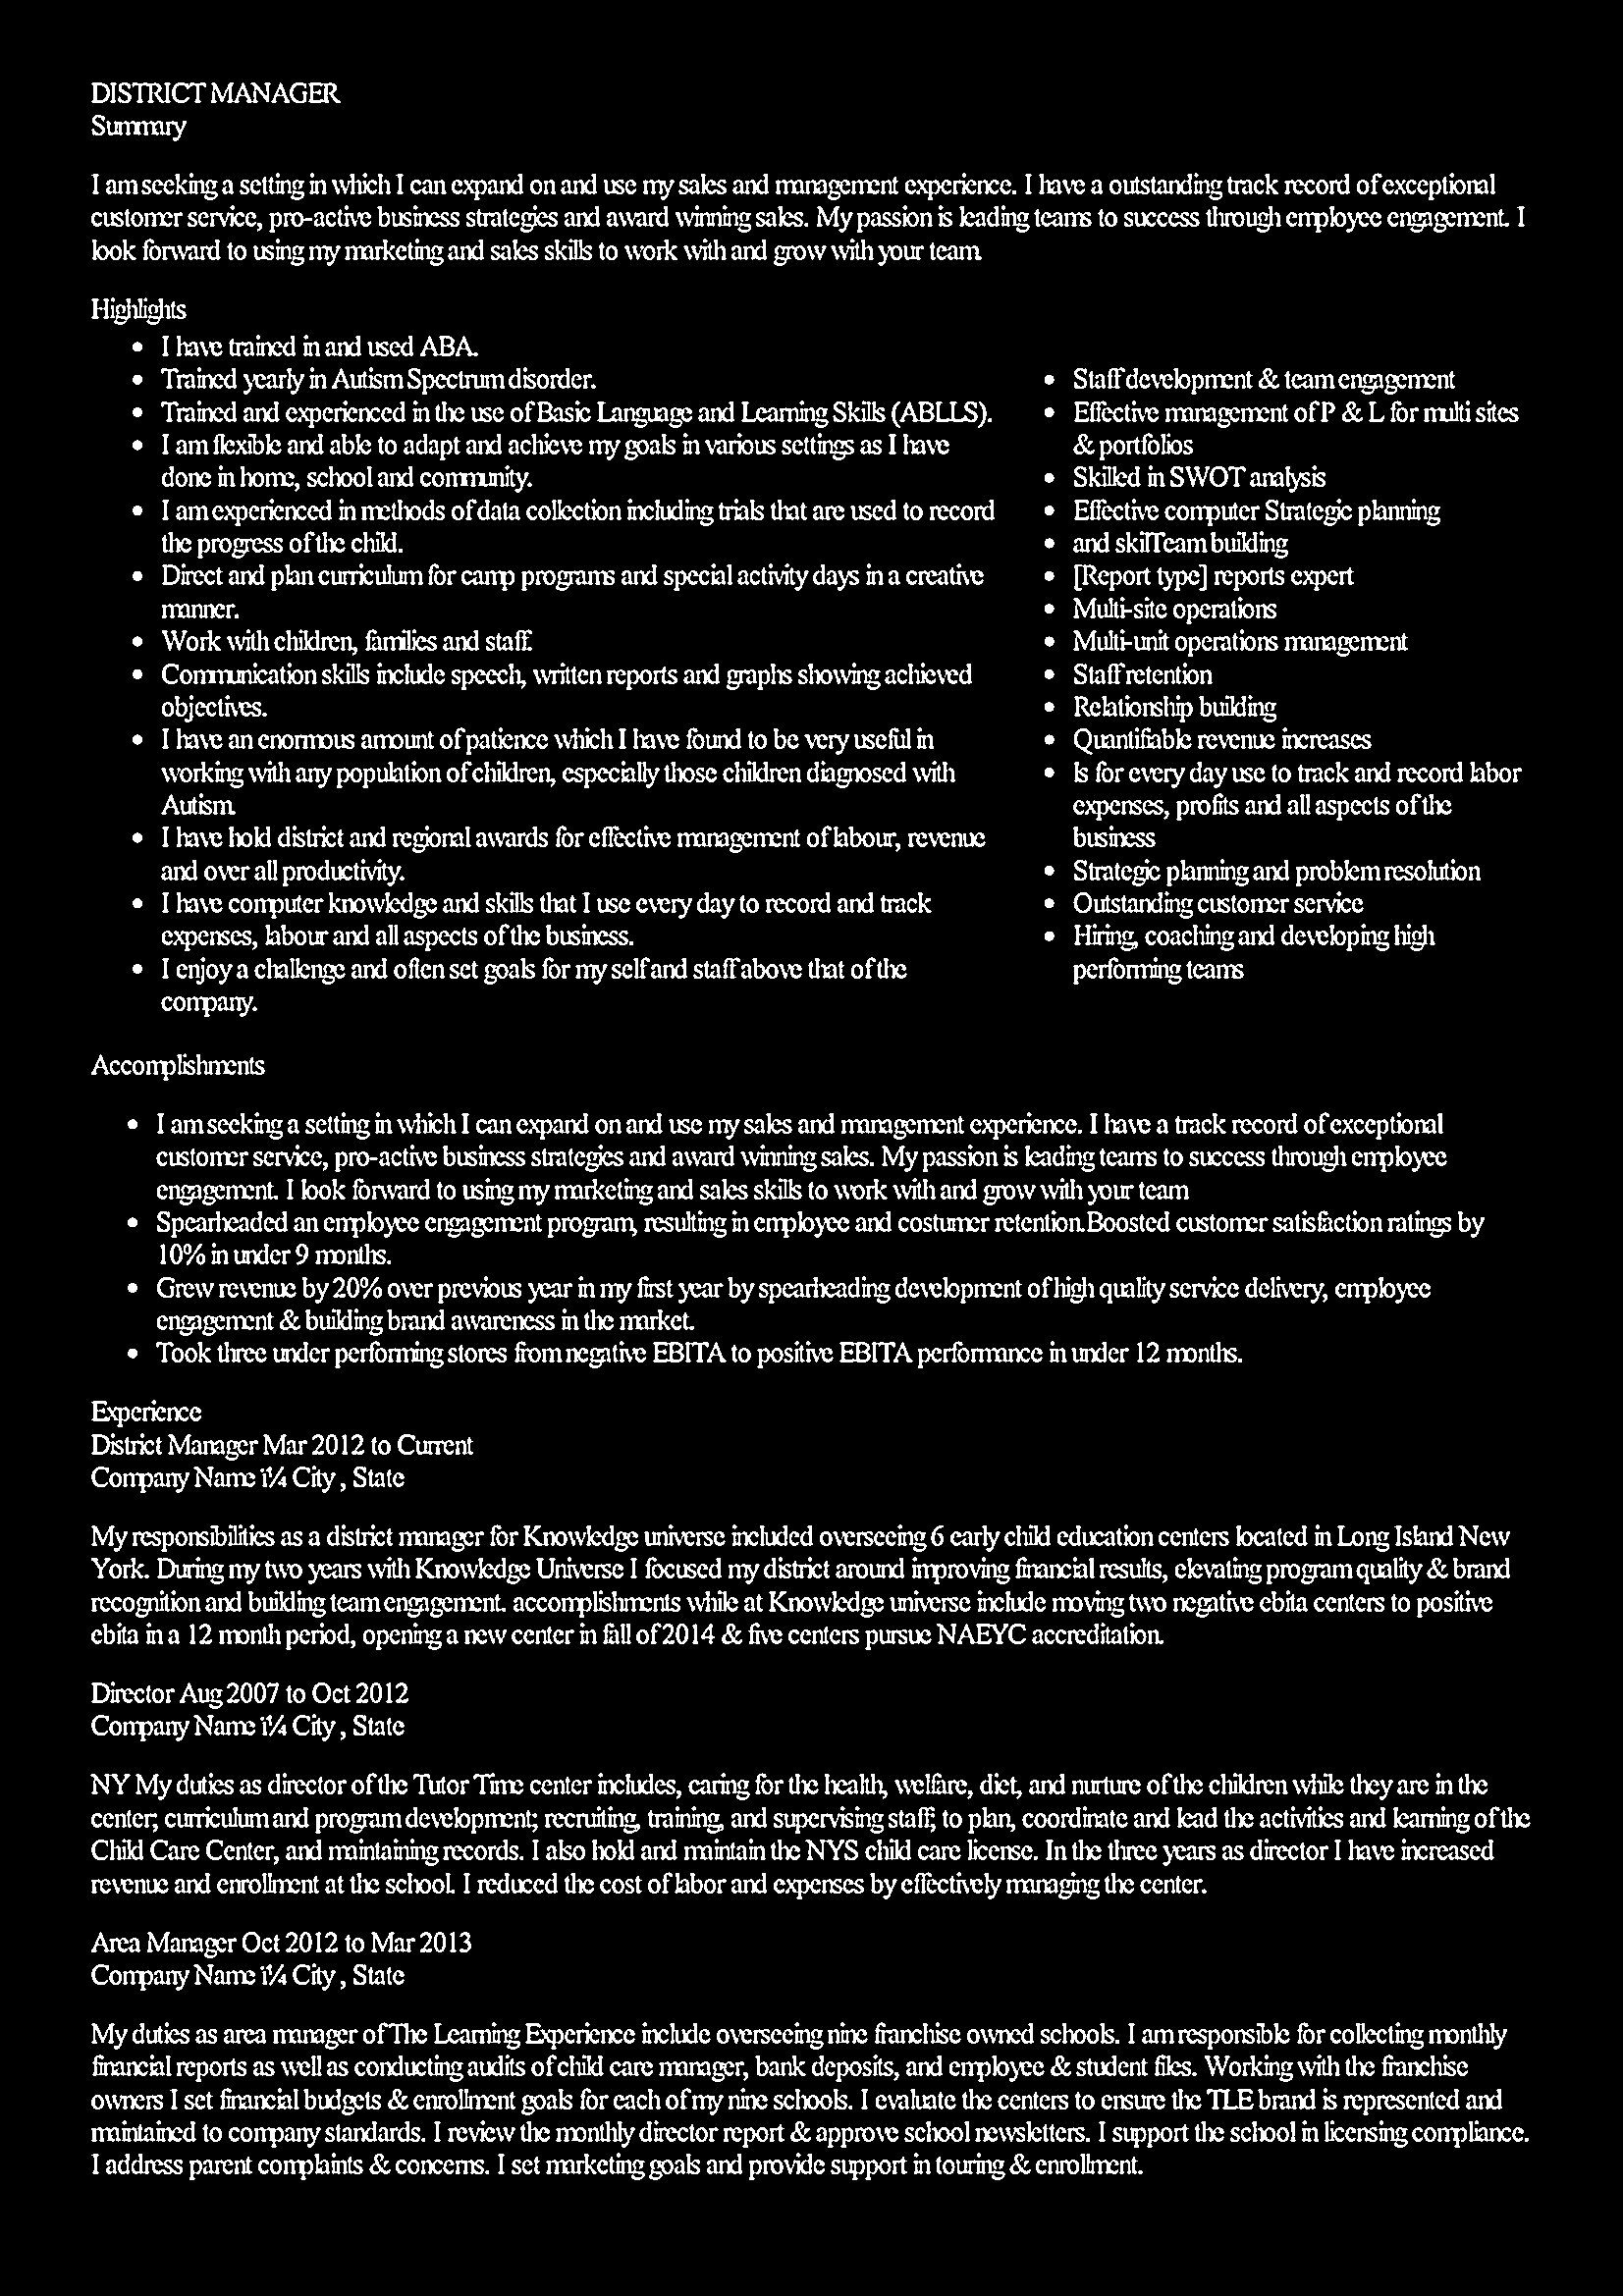 DISTRICT MANAGER
Summary
I am seeking a setting in which I can expand on and use my sales and management experience. I have a outstanding track record of exceptional
customer service, pro-active business strategies and award winning sales. My passion is leading teams to success through employee engagement. I
look forward to using my marketing and sales skills to work with and grow with your team.
Highlights
• I have trained in and used ABA.
• Trained yearly in Autism Spectrum disorder.
• Trained and experienced in the use of Basic Language and Learning Skills (ABLLS).
• I am flexible and able to adapt and achieve my goals in various settings as I have
done in home, school and community.
• I am experienced in methods of data collection including trials that are used to record
the progress of the child.
• Direct and plan curriculum for camp programs and special activity days in a creative
manner.
• Work with children, families and staff.
• Communication skills include speech, written reports and graphs showing achieved
objectives.
• I have an enormous amount of patience which I have found to be very useful in
working with any population of children, especially those children diagnosed with
Autism.
• I have hold district and regional awards for effective management of labour, revenue
and over all productivity.
• I have computer knowledge and skills that I use every day to record and track
expenses, labour and all aspects of the business.
• I enjoy a challenge and often set goals for my self and staff above that of the
company.
• Staff development & team engagement
• Effective management of P & L for multi sites
& portfolios
• Skilled in SWOT analysis
• Effective computer Strategic planning
• and skilTeam building
• [Report type] reports expert
• Multi-site operations
• Multi-unit operations management
• Staff retention
• Relationship building
• Quantifiable revenue increases
• ls for every day use to track and record labor
expenses, profits and all aspects of the
business
• Strategic planning and problem resolution
• Outstanding customer service
• Hiring, coaching and developing high
performing teams
Accomplishments
• I am seeking a setting in which I can expand on and use my sales and management experience. I have a track record of exceptional
customer service, pro-active business strategies and award winning sales. My passion is leading teams to success through employee
engagement. I look forward to using my marketing and sales skills to work with and grow with your team
• Spearheaded an employee engagement program, resulting in employee and costumer retention.Boosted customer satisfaction ratings by
10% in under 9 months.
• Grew revenue by 20% over previous year in my first year by spearheading development of high quality service delivery, employee
engagement & building brand awareness in the market.
• Took three under performing stores from negative EBITA to positive EBITA performance in under 12 months.
Experience
District Manager Mar 2012 to Current
Company Name ï¼ City , State
My responsibilities as a district manager for Knowledge universe included overseeing 6 early child education centers located in Long Island New
York. During my two years with Knowledge Universe I focused my district around improving financial results, elevating program quality & brand
recognition and building team engagement. accomplishments while at Knowledge universe include moving two negative ebita centers to positive
ebita in a 12 month period, opening a new center in fall of 2014 & five centers pursue NAEYC accreditation.
Director Aug 2007 to Oct 2012
Company Name ï¼ City , State
NY My duties as director of the Tutor Time center includes, caring for the health, welfare, diet, and nurture of the children while they are in the
center; curriculum and program development; recruiting, training, and supervising staff; to plan, coordinate and lead the activities and learning of the
Child Care Center, and maintaining records. I also hold and maintain the NYS child care license. In the three years as director I have increased
revenue and enrollment at the school. I reduced the cost of labor and expenses by effectively managing the center.
Area Manager Oct 2012 to Mar 2013
Company Name ï¼ City , State
My duties as area manager of The Learning Experience include overseeing nine franchise owned schools. I am responsible for collecting monthly
financial reports as well as conducting audits of child care manager, bank deposits, and employee & student files. Working with the franchise
owners I set financial budgets & enrollment goals for each of my nine schools. I evaluate the centers to ensure the TLE brand is represented and
maintained to company standards. I review the monthly director report & approve school newsletters. I support the school in licensing compliance.
I address parent complaints & concerns. I set marketing goals and provide support in touring & enrollment.